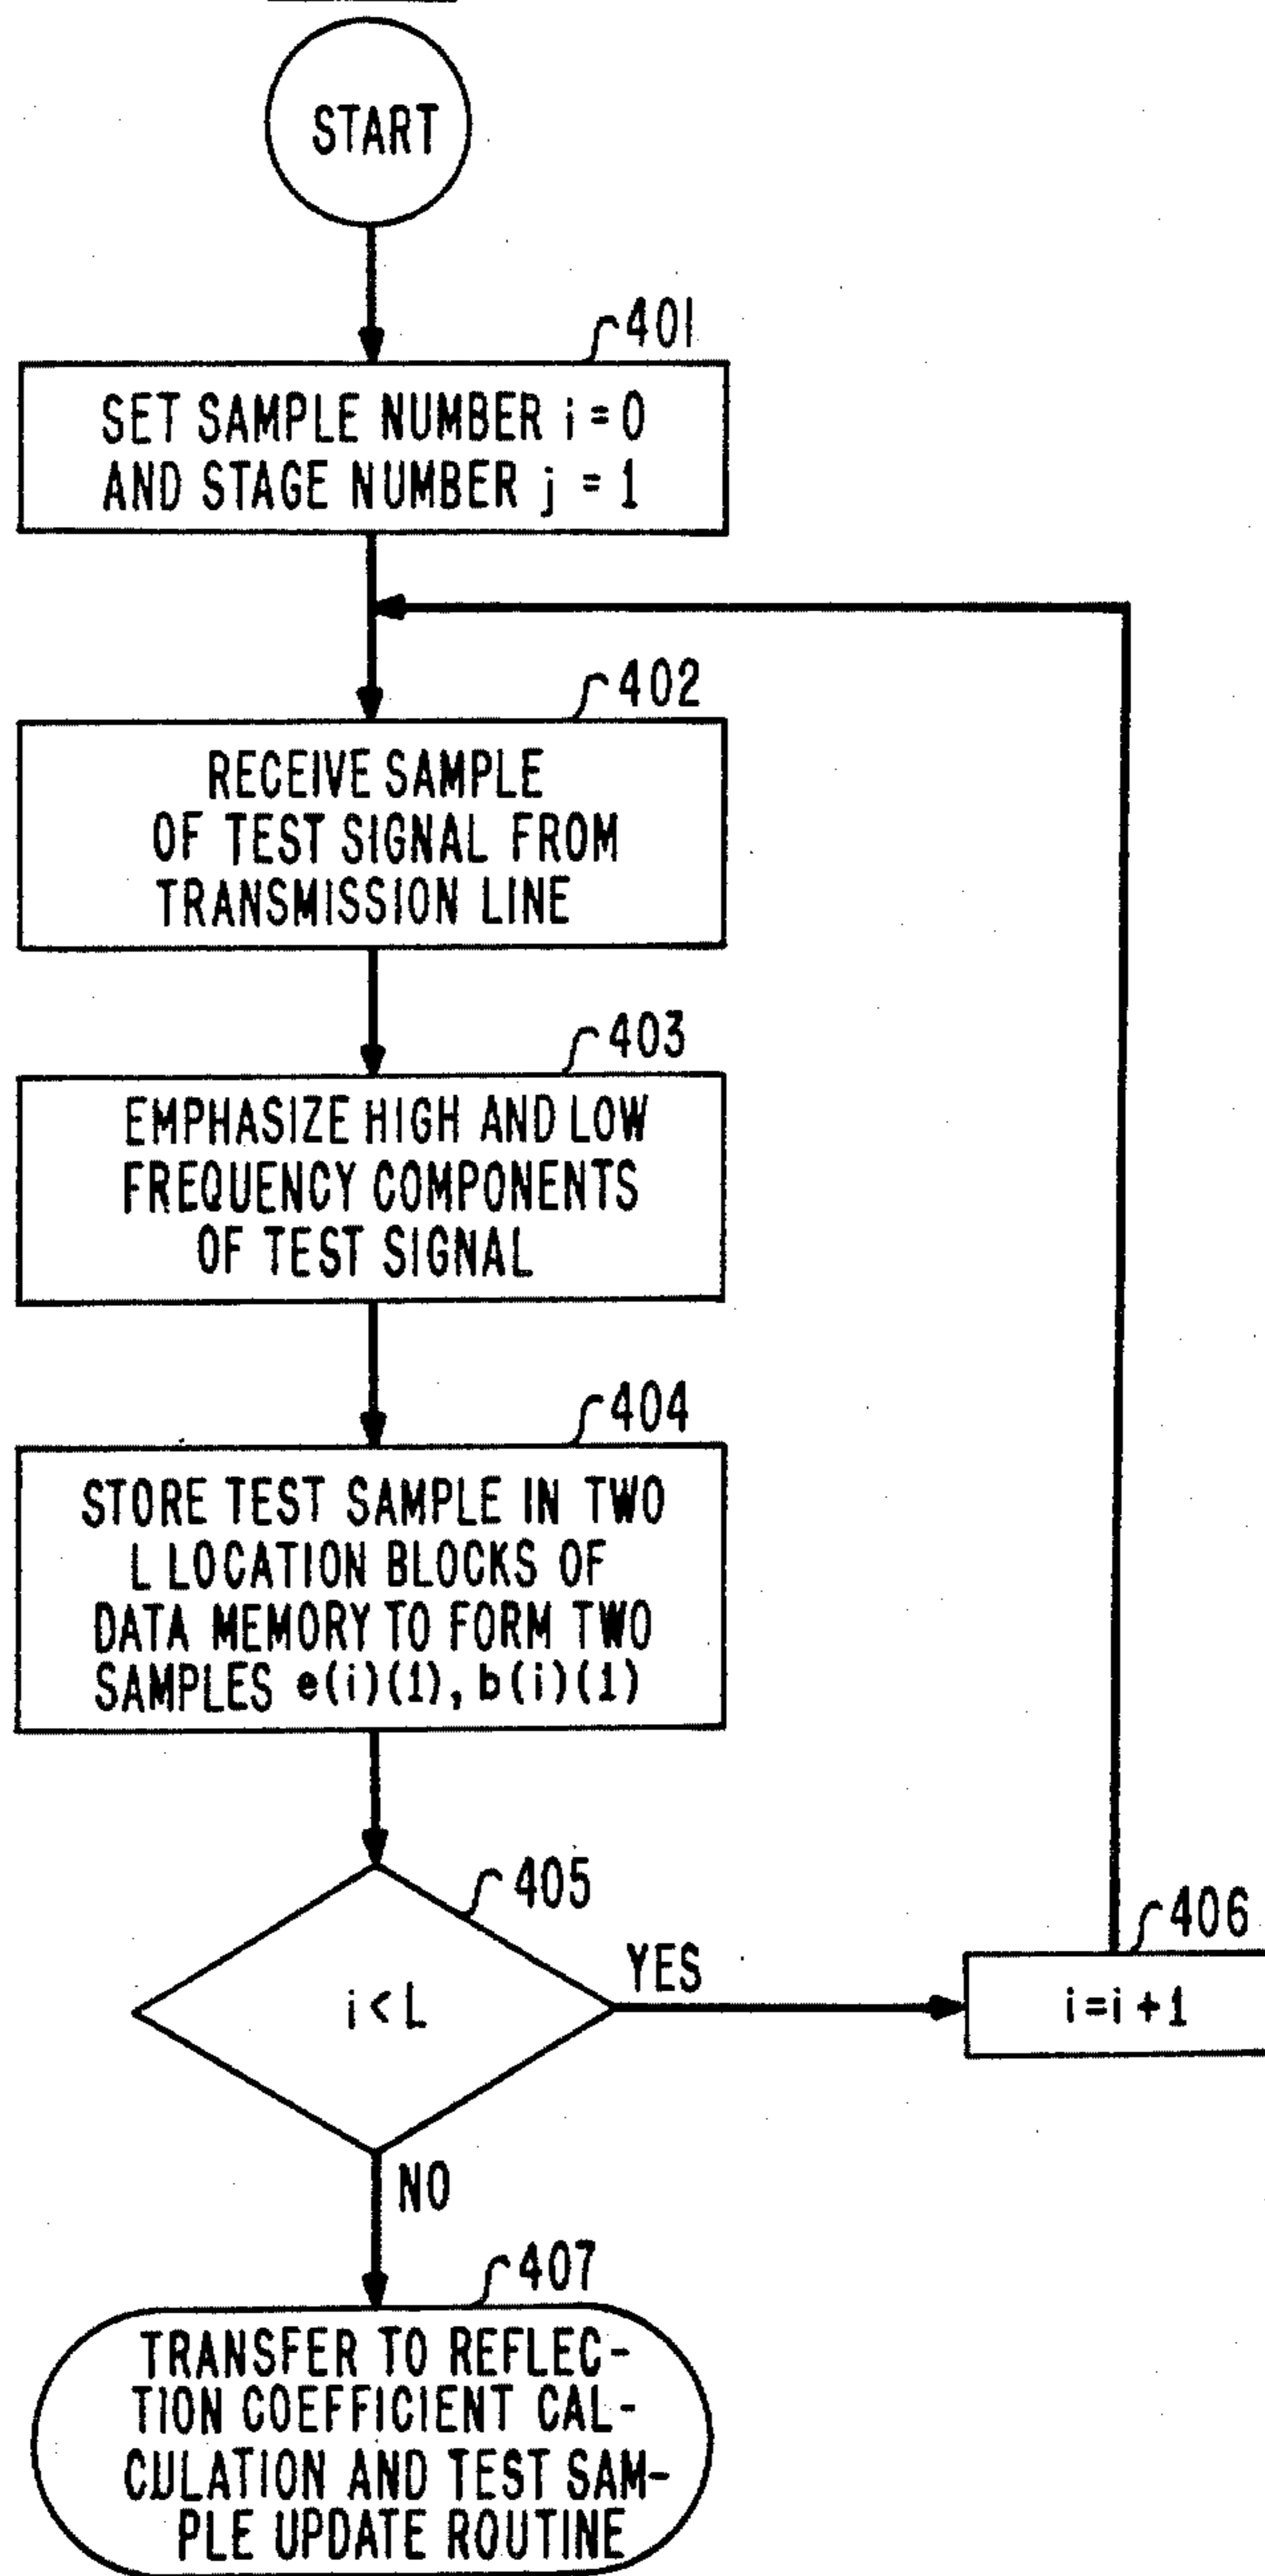 START
401
SET SAMPLE NUMBER i = 0
AND STAGE NUMBER j = 1
402
RECEIVE SAMPLE
OF TEST SIGNAL FROM
TRANSMISSION LINE
403
EMPHASIZE HIGH AND LOW
FREQUENCY COMPONENTS
OF TEST SIGNAL
404
STORE TEST SAMPLE IN TWO
L LOCATION BLOCKS OF
DATA MEMORY TO FORM TWO
SAMPLES e(i)(1), b(i)(1)
405
i < L
YES
406
i=i+1
NO
407
TRANSFER TO REFLEC-
TION COEFFICIENT CAL-
CULATION AND TEST SAM-
PLE UPDATE ROUTINE